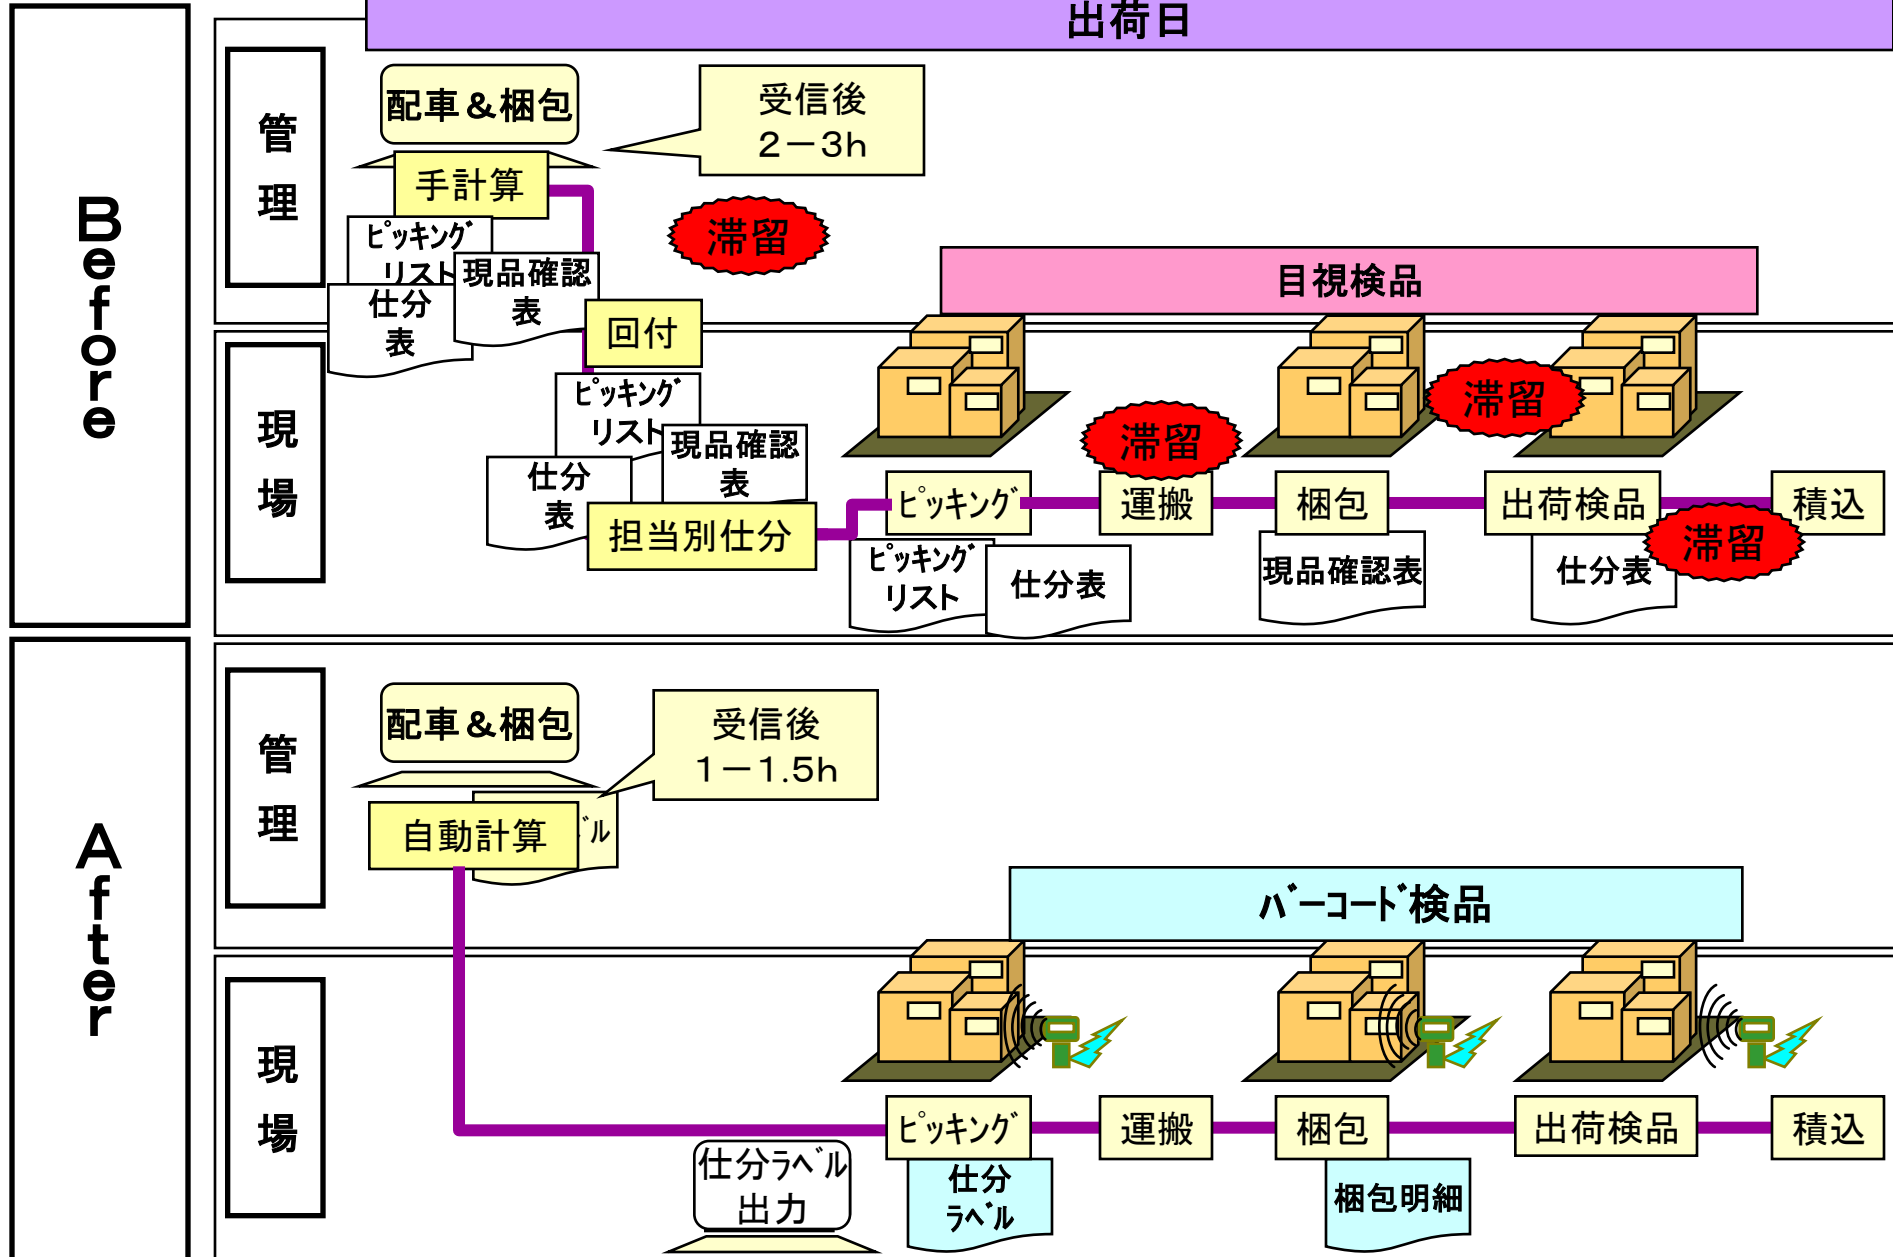 出荷日
Before
管理
配車＆梱包
受信後
２－３h
手計算
滞留
ﾋﾟｯｷﾝｸﾞ
リスト
現品確認
表
仕分
表
目視検品
回付
現場
ﾋﾟｯｷﾝｸﾞ
リスト
現品確認
表
仕分
表
担当別仕分
滞留
滞留
ﾋﾟｯｷﾝｸﾞ
運搬
梱包
出荷検品
積込
滞留
ﾋﾟｯｷﾝｸﾞ
リスト
仕分表
現品確認表
仕分表
After
管理
配車＆梱包
受信後
１－１.５h
自動計算
ﾞﾙ
ﾊﾞｰｺｰﾄﾞ検品
現場
ﾋﾟｯｷﾝｸﾞ
運搬
梱包
出荷検品
積込
仕分ﾗﾍﾞﾙ
出力
仕分
ﾗﾍﾞﾙ
梱包明細